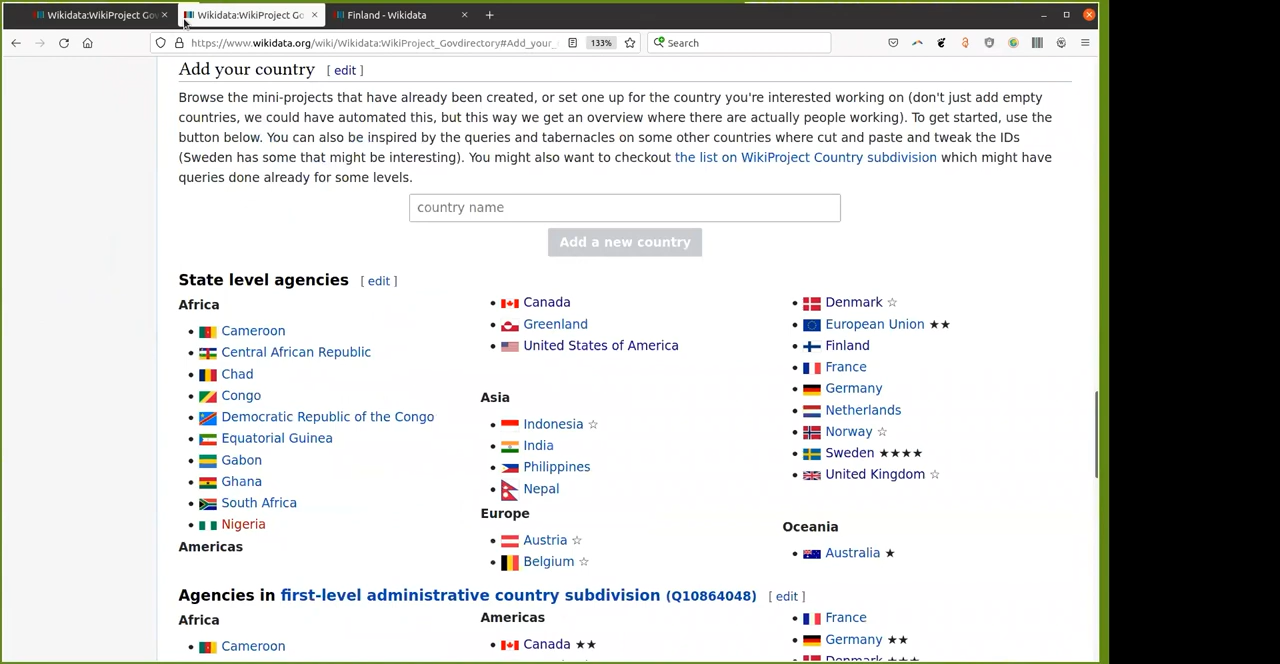 Wikidata:WikiProject Gov
Wikidata:WikiProject Go
Finland - Wikidata
https://www.wikidata.org/wiki/Wikidata:WikiProject_Govdirectory#Add_your_
133%
Search
Add your country [ edit ]
Browse the mini-projects that have already been created, or set one up for the country you're interested working on (don't just add empty
countries, we could have automated this, but this way we get an overview where there are actually people working). To get started, use the
button below. You can also be inspired by the queries and tabernacles on some other countries where cut and paste and tweak the IDs
(Sweden has some that might be interesting). You might also want to checkout the list on WikiProject Country subdivision which might have
queries done already for some levels.
country name
Add a new country
State level agencies [ edit ]
Africa
• Cameroon
• Central African Republic
• Chad
• Congo
• Democratic Republic of the Congo
• Equatorial Guinea
• Gabon
• Ghana
• South Africa
• Nigeria
Americas
• Canada
• Greenland
• United States of America
Asia
• Indonesia ☆
• India
• Philippines
• Nepal
Europe
• Austria ☆
• Belgium ☆
• Denmark ☆
• European Union ★★
• Finland
• France
• Germany
• Netherlands
• Norway ☆
• Sweden ★★★★
• United Kingdom ☆
Oceania
• Australia ★
Agencies in first-level administrative country subdivision (Q10864048) [ edit ]
Africa
• Cameroon
Americas
• Canada ★★
• France
• Germany ★★
• Denmark ★★★